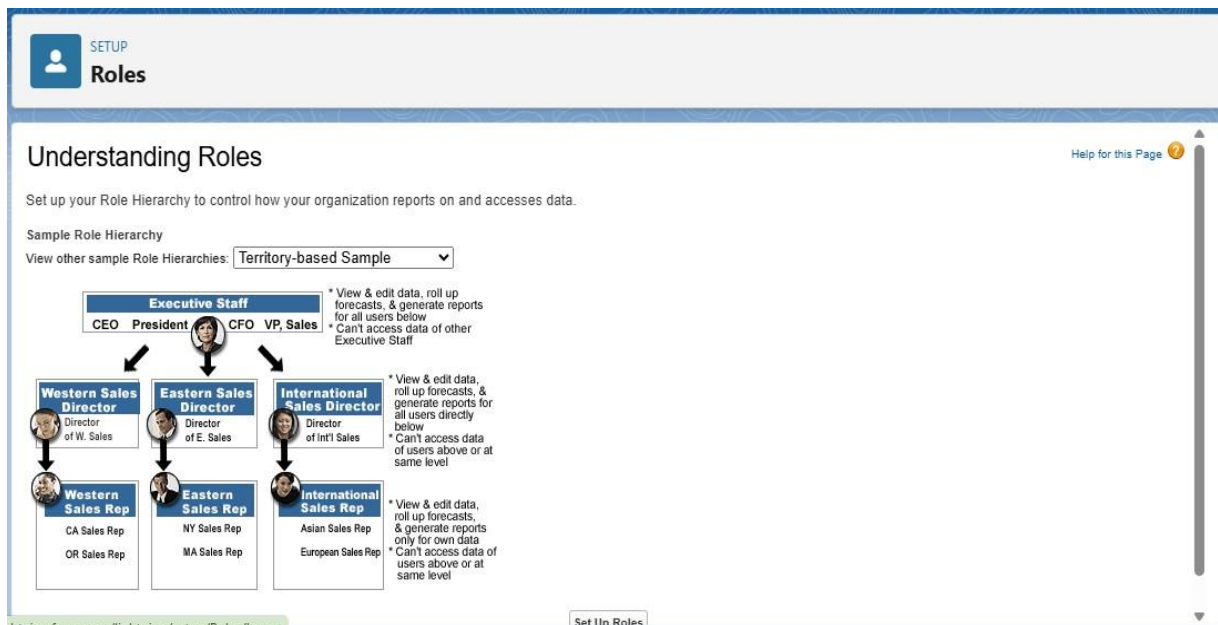 SETUP
Roles
Understanding Roles
Help for this Page
?
Set up your Role Hierarchy to control how your organization reports on and accesses data.
Sample Role Hierarchy
View other sample Role Hierarchies: Territory-based Sample
Executive Staff
CEO President CFO VP, Sales
* View & edit data, roll up
forecasts, & generate reports
for all users below
* Can't access data of other
Executive Staff
Western Sales
Director
Director
of W. Sales
Eastern Sales
Director
Director
of E. Sales
International
Sales Director
Director
of Int'l Sales
* View & edit data,
roll up forecasts, &
generate reports for
all users directly
below
* Can't access data
of users above or at
same level
Western
Sales Rep
CA Sales Rep
OR Sales Rep
Eastern
Sales Rep
NY Sales Rep
MA Sales Rep
International
Sales Rep
Asian Sales Rep
European Sales Rep
* View & edit data,
roll up forecasts,
& generate reports
only for own data
* Can't access data of
users above or at
same level
Set Up Roles